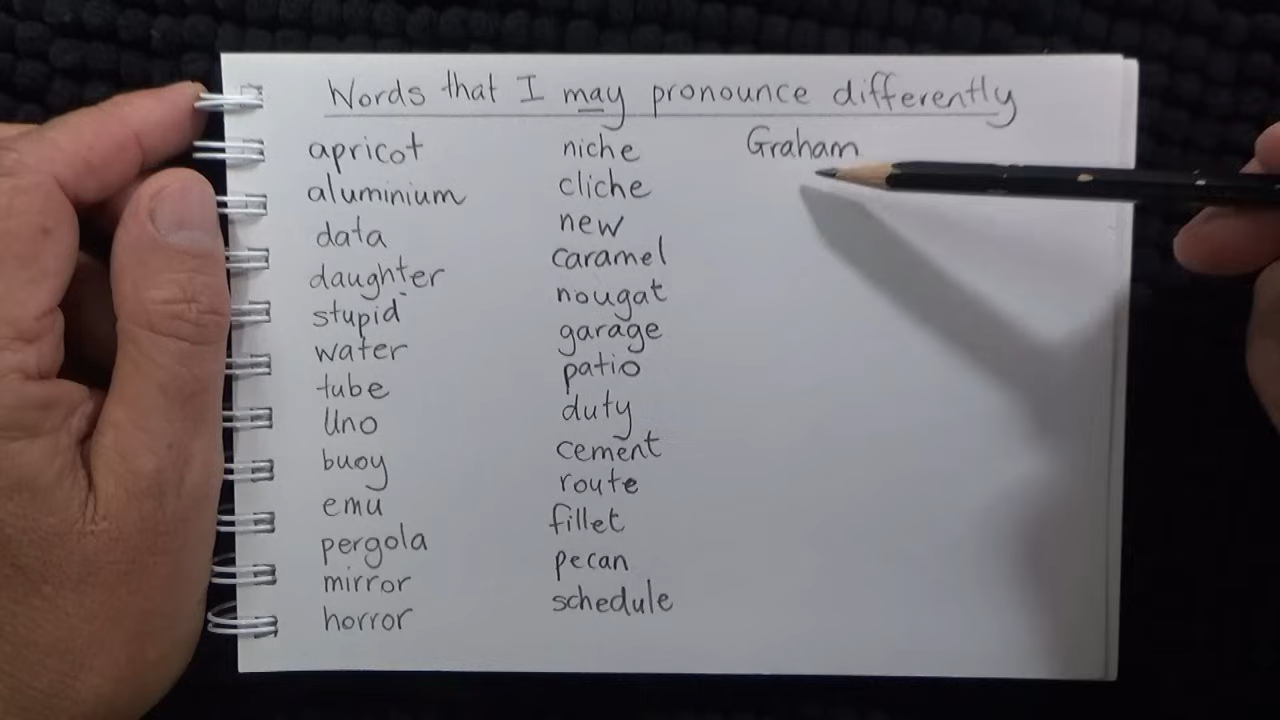 Words that I may pronounce differently
apricot
aluminium
data
daughter
stupid
water
tube
Uno
buoy
emu
pergola
mirror
horror
niche
cliche
new
caramel
nougat
garage
patio
duty
cement
route
fillet
pecan
schedule
Graham